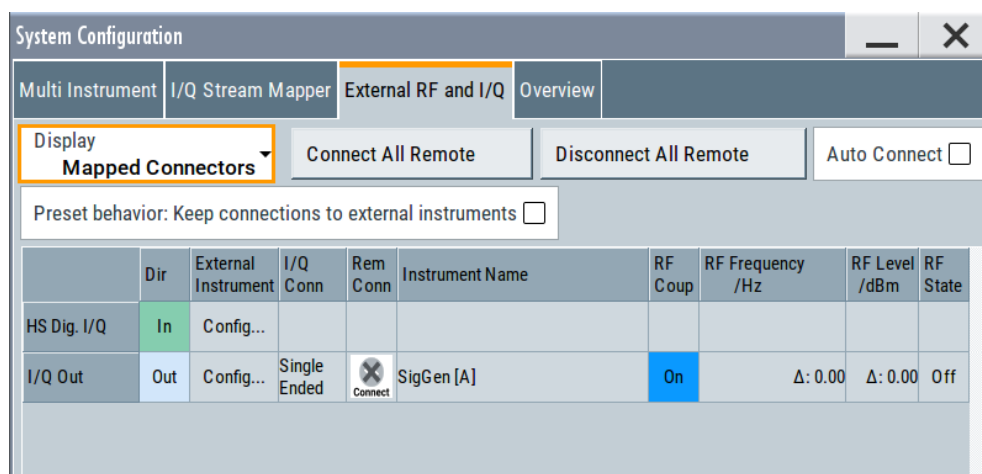 System Configuration
Multi Instrument I/Q Stream Mapper External RF and I/Q Overview
Display
Mapped Connectors
Connect All Remote
Disconnect All Remote
Auto Connect
Preset behavior: Keep connections to external instruments
Dir External Instrument I/Q Conn Rem Conn Instrument Name RF Coup RF Frequency /Hz RF Level /dBm RF State
HS Dig. I/Q In Config...
I/Q Out Out Config... Single Ended Connect SigGen [A] On Δ: 0.00 Δ: 0.00 Off